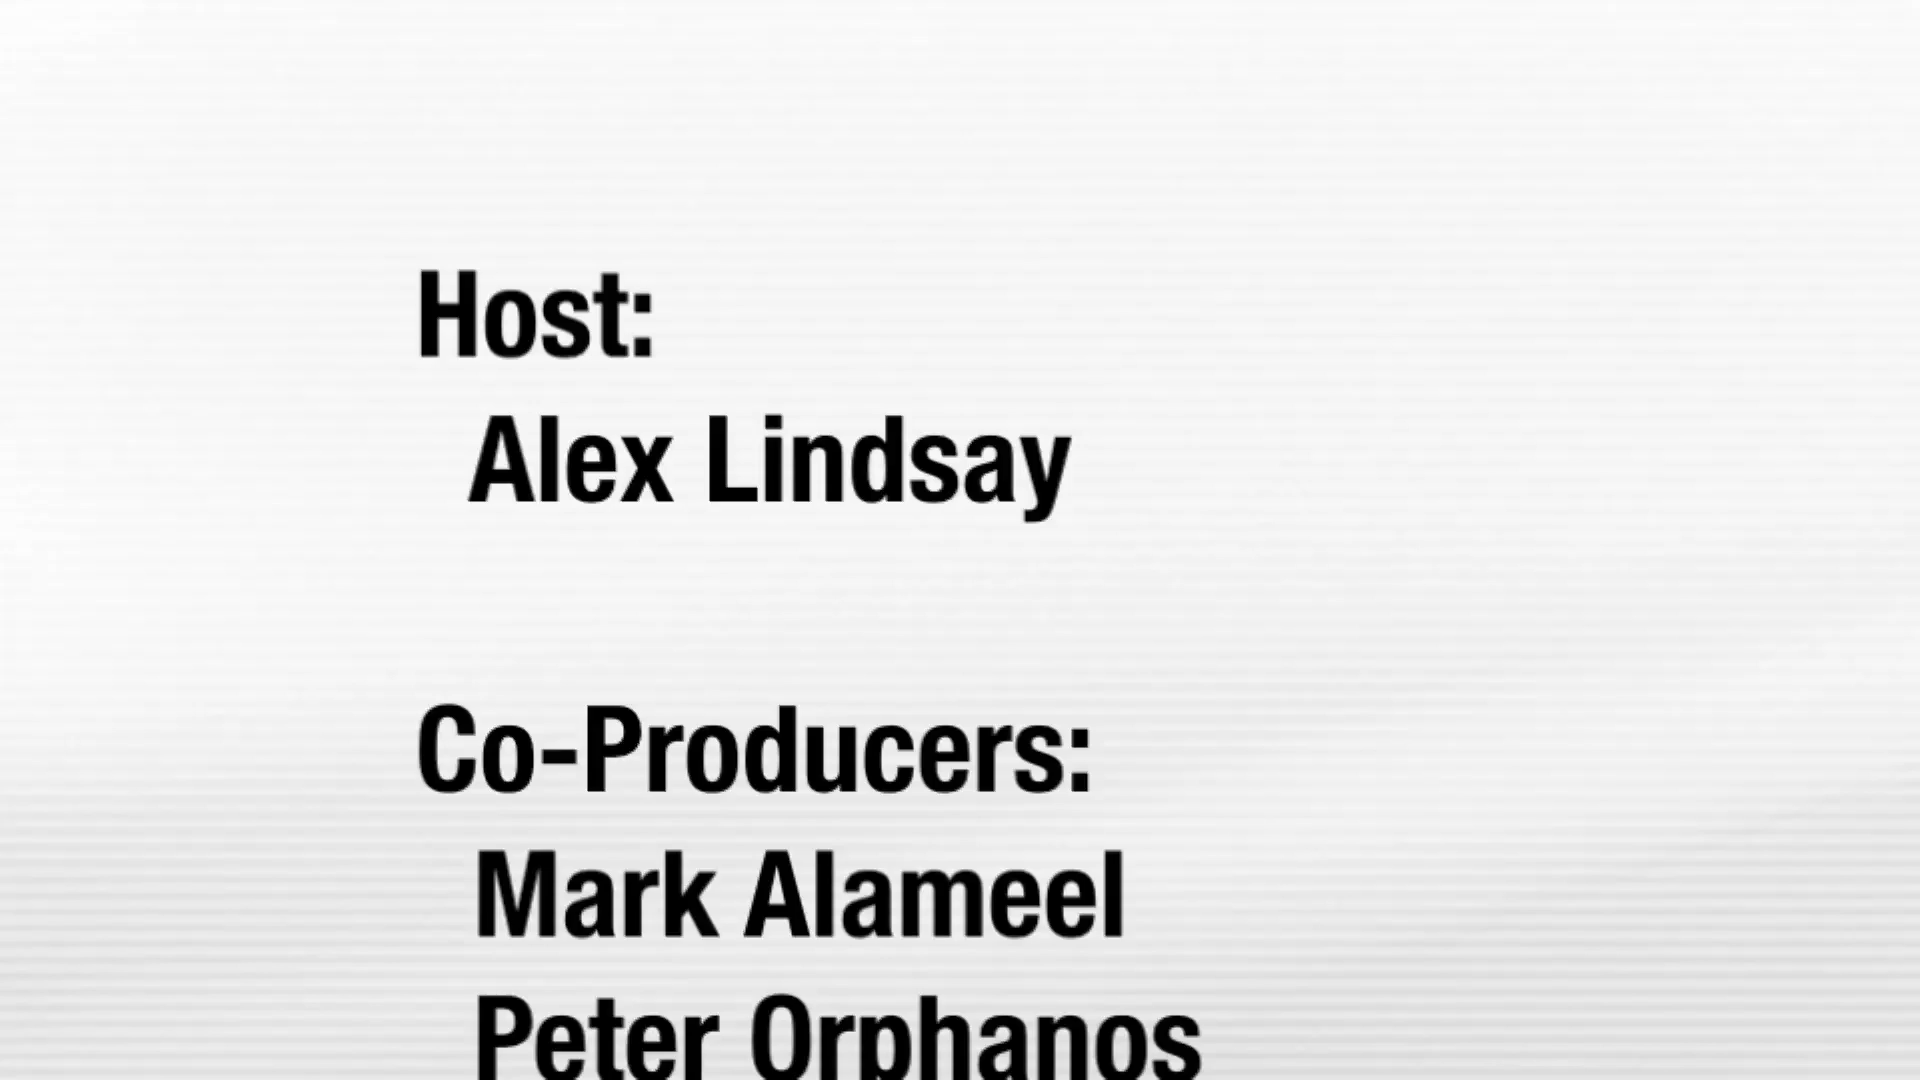 Host:
Alex Lindsay
Co-Producers:
Mark Alameel
Peter Orphanos